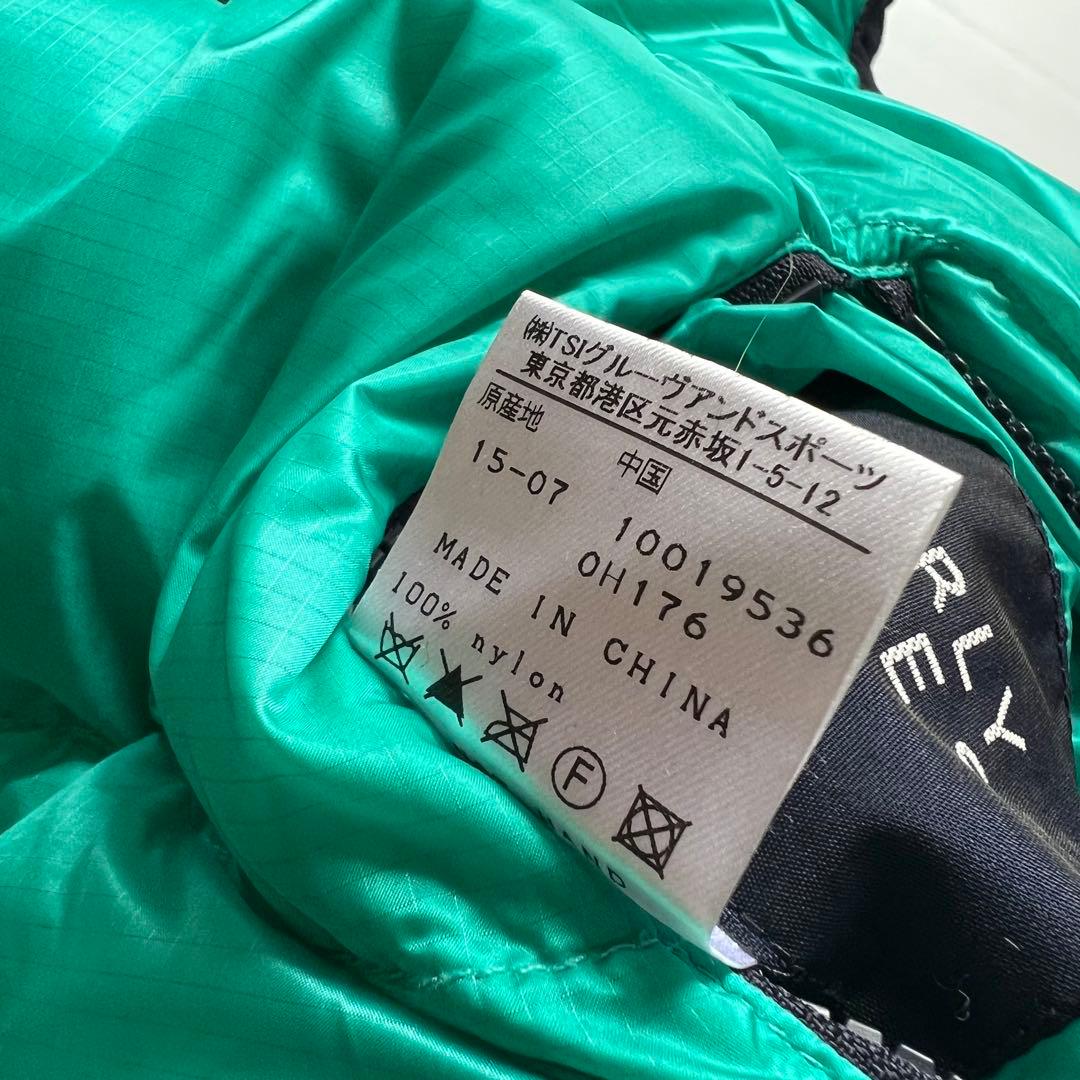 ㈱TSIグルーヴアンドスポーツ
東京都港区元赤坂1-5-12
原産地 中国
15-07 10019536
0H176
MADE IN CHINA
100% nylon
F
RLY
RE